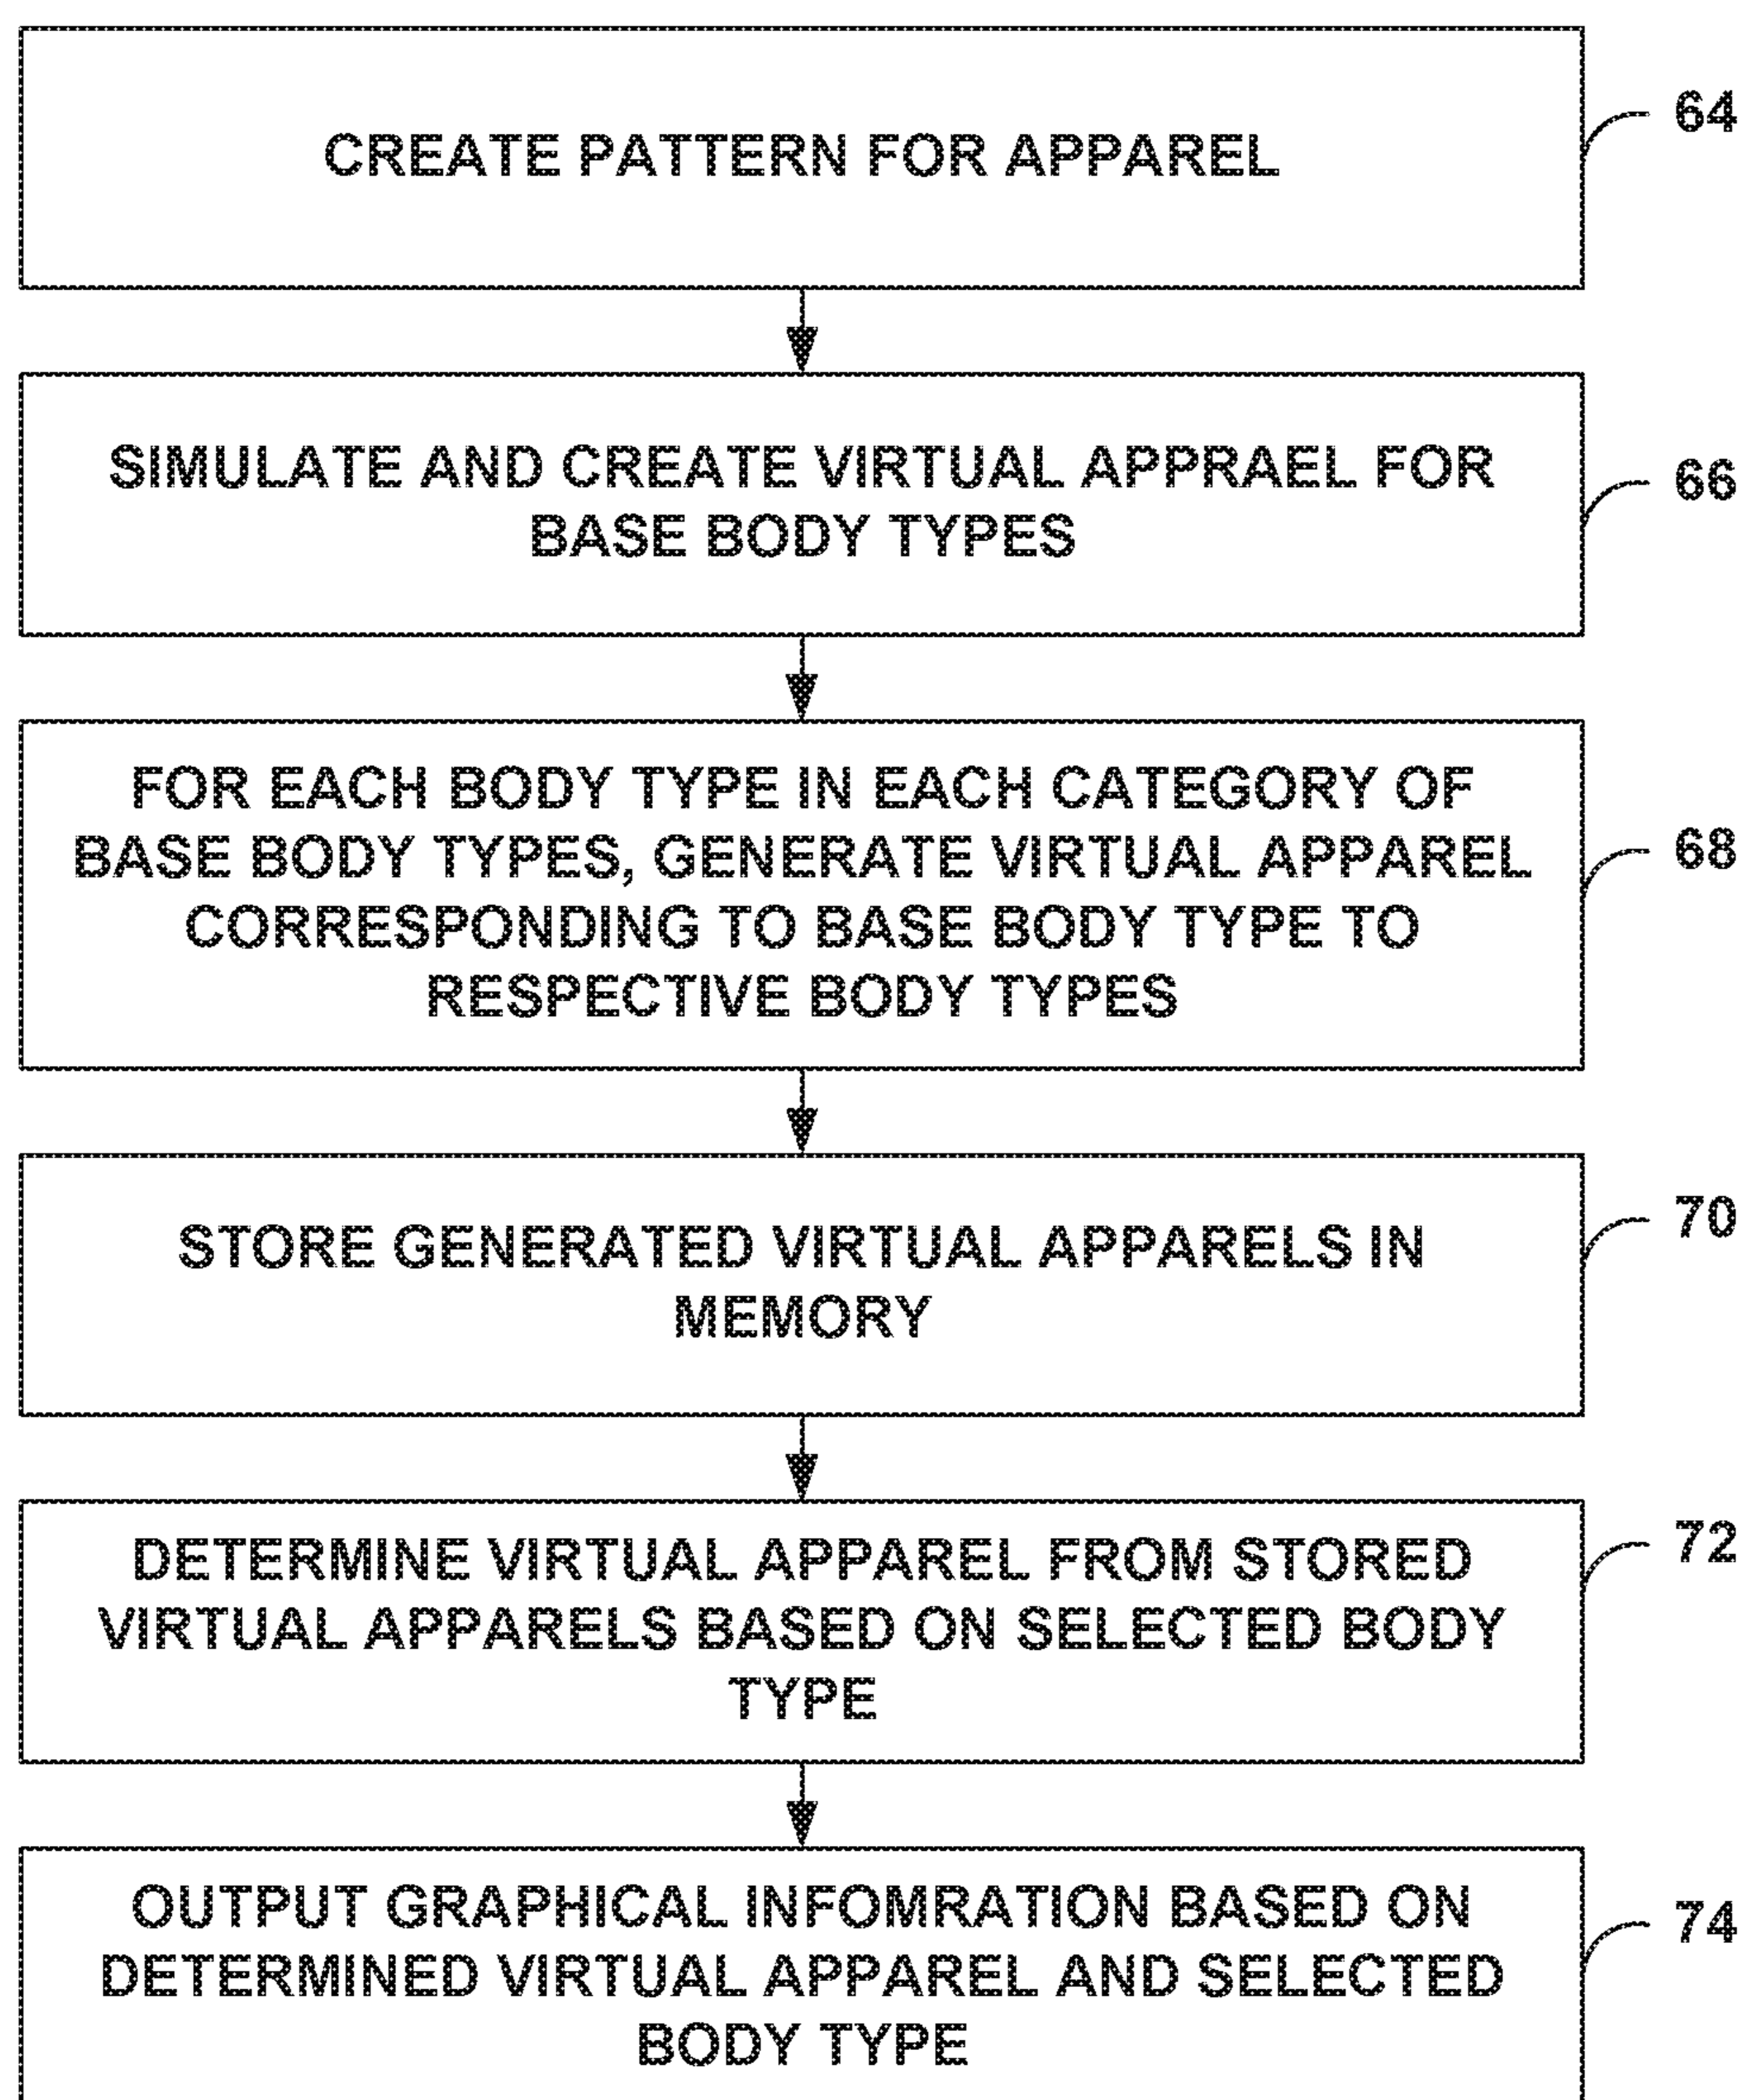 CREATE PATTERN FOR APPAREL
64
SIMULATE AND CREATE VIRTUAL APPRAEL FOR
BASE BODY TYPES
66
FOR EACH BODY TYPE IN EACH CATEGORY OF
BASE BODY TYPES, GENERATE VIRTUAL APPAREL
CORRESPONDING TO BASE BODY TYPE TO
RESPECTIVE BODY TYPES
68
STORE GENERATED VIRTUAL APPARELS IN
MEMORY
70
DETERMINE VIRTUAL APPAREL FROM STORED
VIRTUAL APPARELS BASED ON SELECTED BODY
TYPE
72
OUTPUT GRAPHICAL INFOMRATION BASED ON
DETERMINED VIRTUAL APPAREL AND SELECTED
BODY TYPE
74